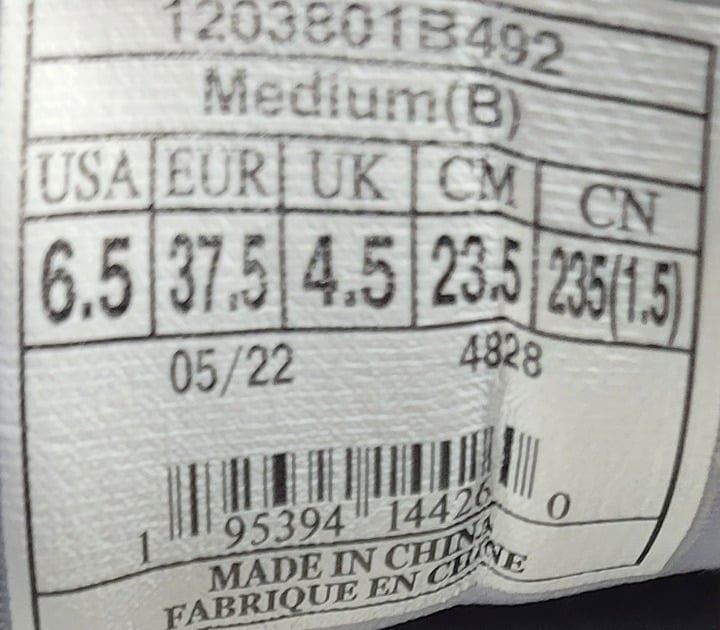 1203801B492
Medium(B)
USA EUR UK CM CN
6.5 37.5 4.5 23.5 235(1.5)
05/22 4828
1 95394 14426 0
MADE IN CHINA
FABRIQUE EN CHINE